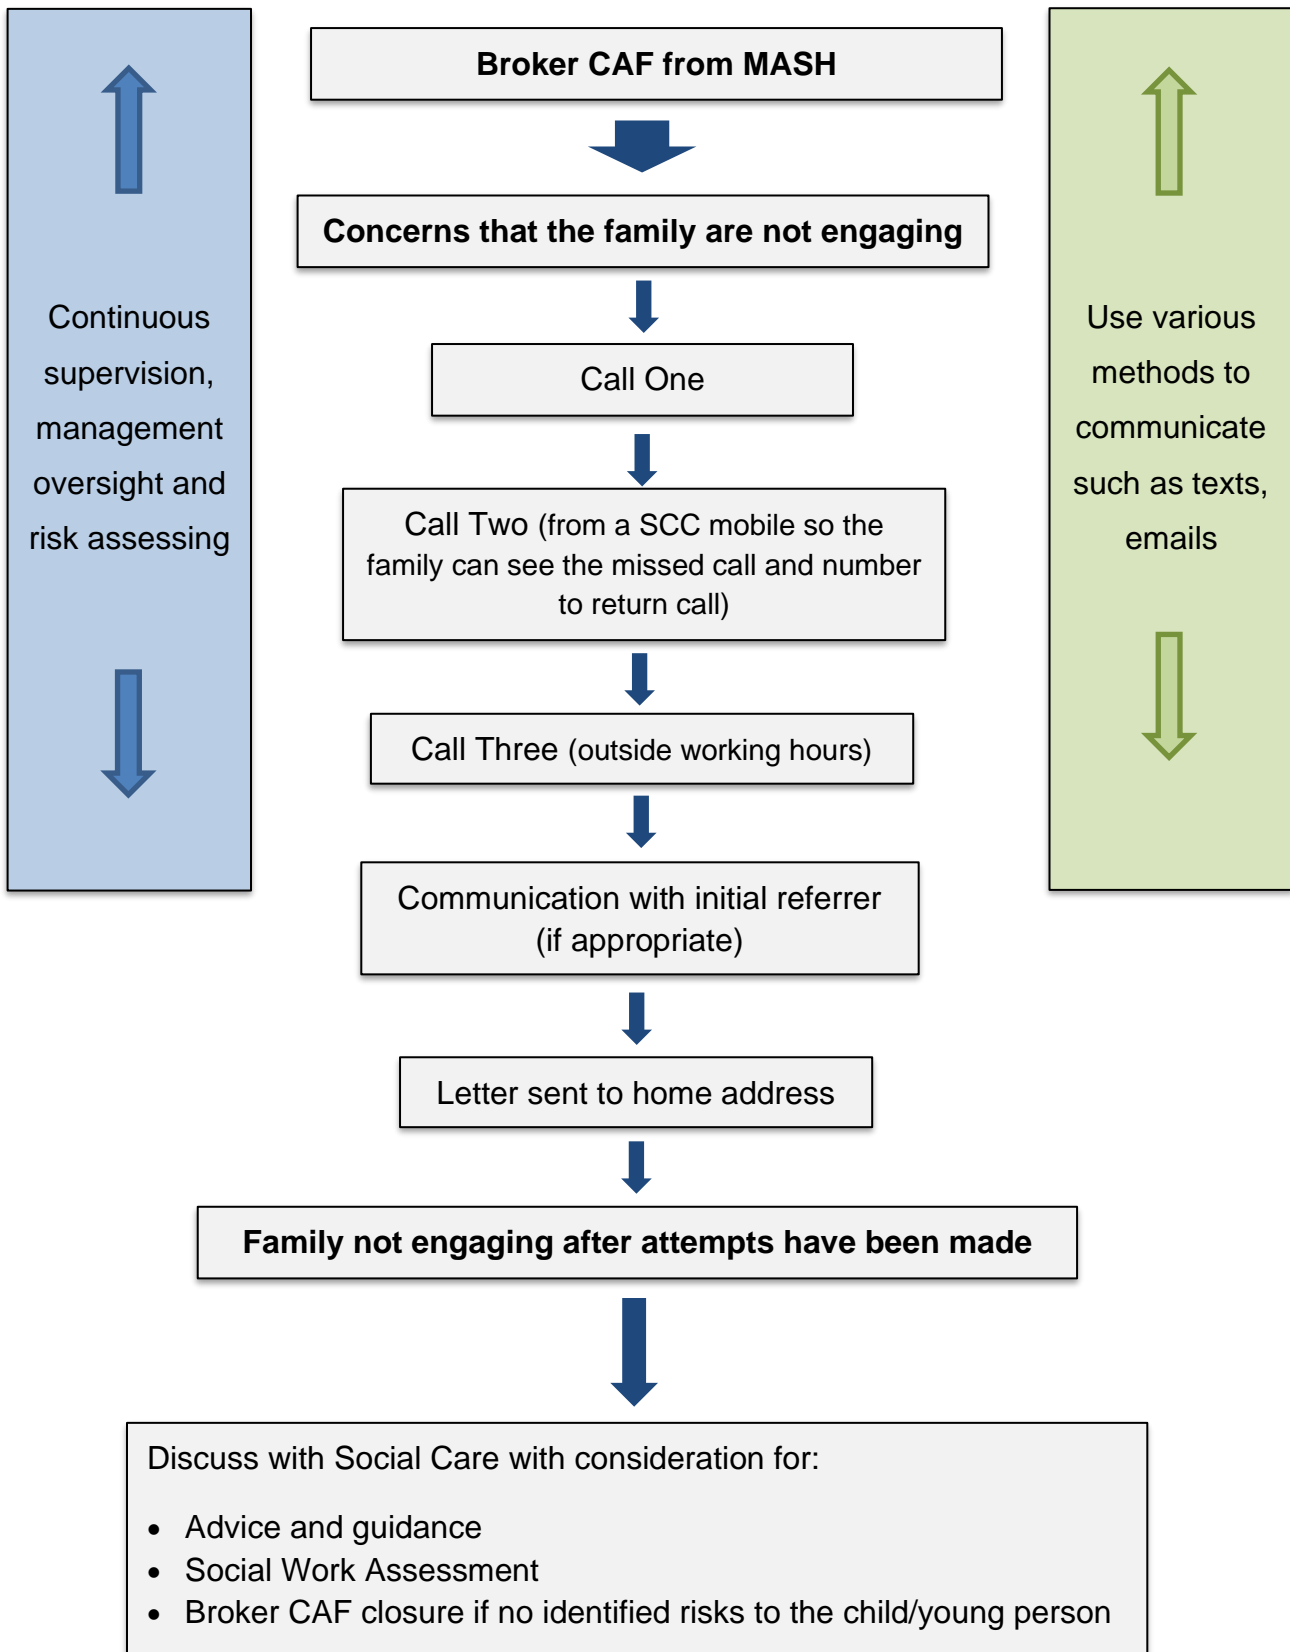 Broker CAF from MASH
Concerns that the family are not engaging
Call One
Call Two (from a SCC mobile so the
family can see the missed call and number
to return call)
Call Three (outside working hours)
Communication with initial referrer
(if appropriate)
Letter sent to home address
Family not engaging after attempts have been made
Discuss with Social Care with consideration for:
• Advice and guidance
• Social Work Assessment
• Broker CAF closure if no identified risks to the child/young person
Continuous
supervision,
management
oversight and
risk assessing
Use various
methods to
communicate
such as texts,
emails